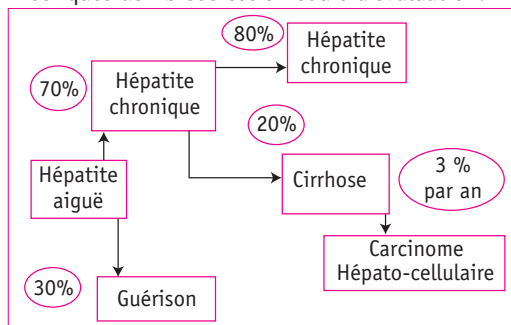 80%
Hépatite
chronique
Hépatite
chronique
70%
20%
Hépatite
aiguë
Cirrhose
3 %
par an
Carcinome
Hépato-cellulaire
30%
Guérison